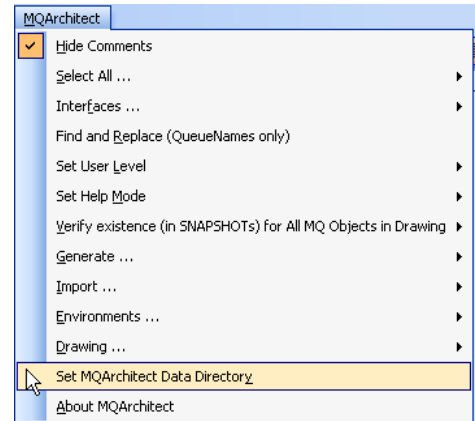 MQArchitect
Hide Comments
Select All ...
Interfaces ...
Find and Replace (QueueNames only)
Set User Level
Set Help Mode
Verify existence (in SNAPSHOTs) for All MQ Objects in Drawing
Generate ...
Import ...
Environments ...
Drawing ...
Set MQArchitect Data Directory
About MQArchitect